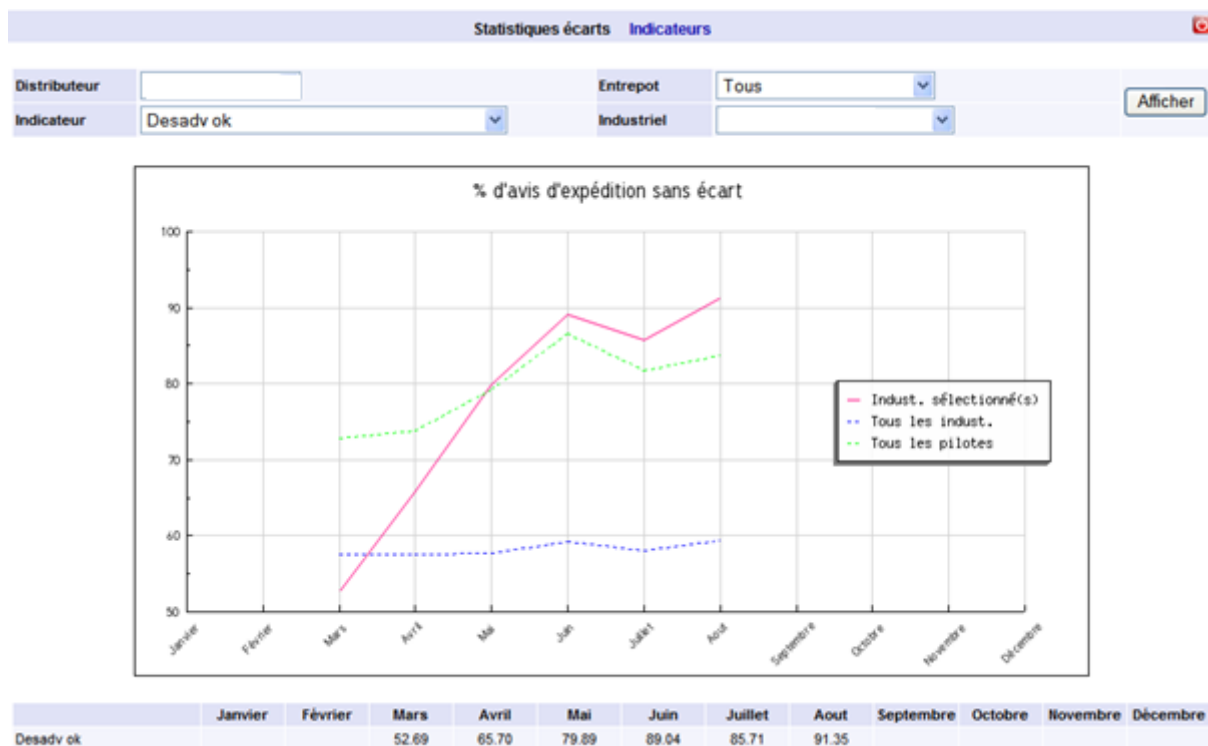 Statistiques écarts Indicateurs
Distributeur Entrepot Tous
Afficher
Indicateur Desadv ok Industriel
% d'avis d'expédition sans écart
100
90
80
70
60
50
Indust. sélectionné(s)
Tous les indust.
Tous les pilotes
Janvier Février Mars Avril Mai Juin Juillet Aout Septembre Octobre Novembre Décembre
Janvier Février Mars Avril Mai Juin Juillet Aout Septembre Octobre Novembre Décembre
Desadv ok 52.69 65.70 79.89 89.04 85.71 91.35